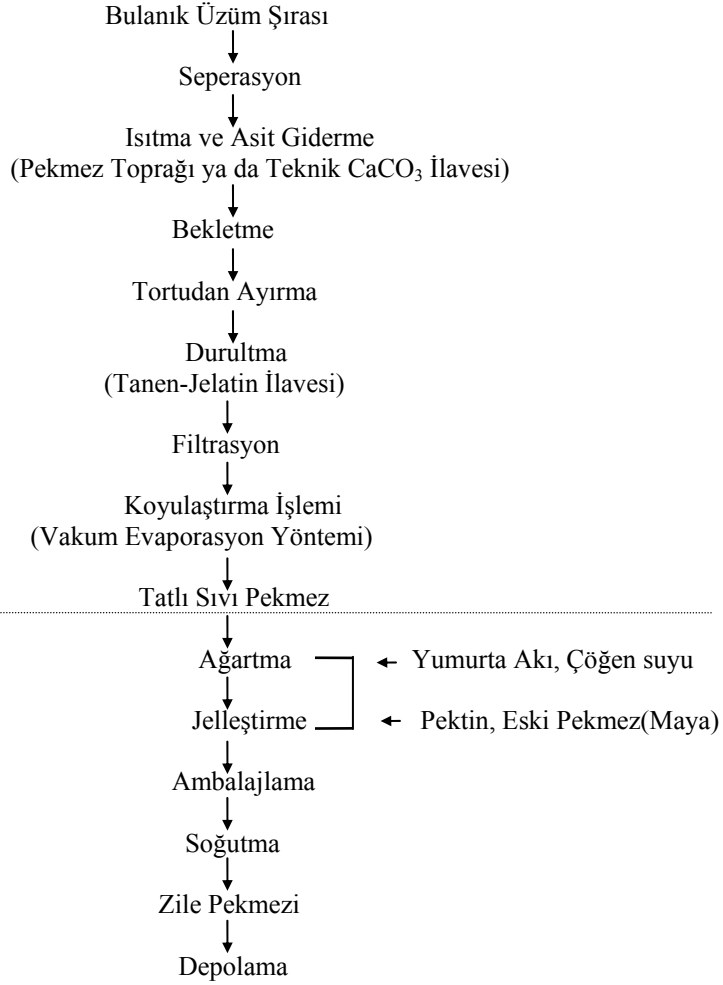 Bulanık Üzüm Şırası
Seperasyon
Isıtma ve Asit Giderme
(Pekmez Toprağı ya da Teknik CaCO₃ İlavesi)
Bekletme
Tortudan Ayırma
Durultma
(Tanen-Jelatin İlavesi)
Filtrasyon
Koyulaştırma İşlemi
(Vakum Evaporasyon Yöntemi)
Tatlı Sıvı Pekmez
Ağartma
Yumurta Akı, Çöğen suyu
Jelleştirme
Pektin, Eski Pekmez(Maya)
Ambalajlama
Soğutma
Zile Pekmezi
Depolama